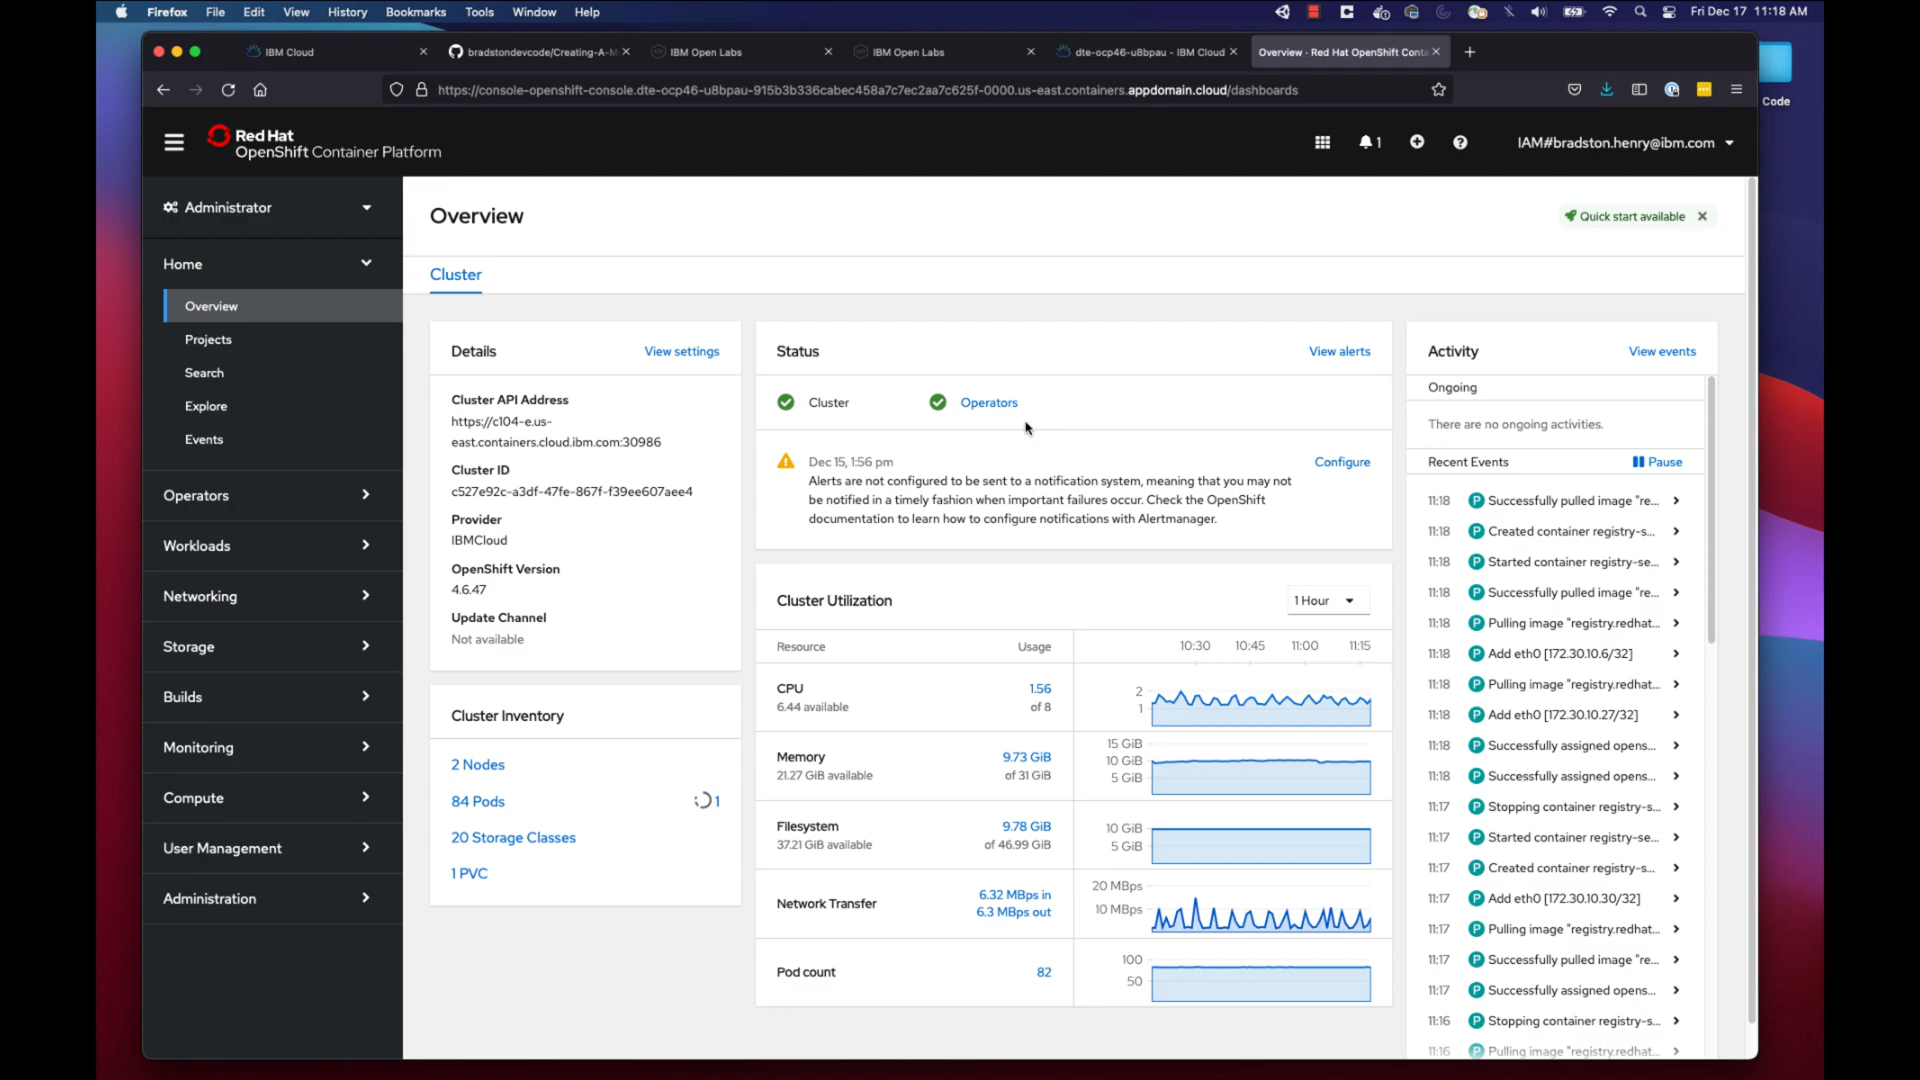 Firefox File Edit View History Bookmarks Tools Window Help Fri Dec 17 11:18 AM
IBM Cloud bradstondevcode/Creating-A-M IBM Open Labs IBM Open Labs dte-ocp46-u8bpau - IBM Cloud Overview · Red Hat OpenShift Conta
https://console-openshift-console.dte-ocp46-u8bpau-915b3b336cabec458a7c7ec2aa7c625f-0000.us-east.containers.appdomain.cloud/dashboards
Code
Red Hat
OpenShift Container Platform
1
IAM#bradston.henry@ibm.com
Administrator
Home
Overview
Projects
Search
Explore
Events
Operators
Workloads
Networking
Storage
Builds
Monitoring
Compute
User Management
Administration
Overview
Quick start available
Cluster
Details View settings
Cluster API Address
https://c104-e.us-
east.containers.cloud.ibm.com:30986
Cluster ID
c527e92c-a3df-47fe-867f-f39ee607aee4
Provider
IBMCloud
OpenShift Version
4.6.47
Update Channel
Not available
Cluster Inventory
2 Nodes
84 Pods 1
20 Storage Classes
1 PVC
Status View alerts
Cluster Operators
Dec 15, 1:56 pm Configure
Alerts are not configured to be sent to a notification system, meaning that you may not
be notified in a timely fashion when important failures occur. Check the OpenShift
documentation to learn how to configure notifications with Alertmanager.
Cluster Utilization 1 Hour
Resource Usage 10:30 10:45 11:00 11:15
CPU 1.56
6.44 available of 8
2
1
Memory 9.73 GiB
21.27 GiB available of 31 GiB
15 GiB
10 GiB
5 GiB
Filesystem 9.78 GiB
37.21 GiB available of 46.99 GiB
10 GiB
5 GiB
Network Transfer 6.32 MBps in
6.3 MBps out
20 MBps
10 MBps
Pod count 82
100
50
Activity View events
Ongoing
There are no ongoing activities.
Recent Events Pause
11:18 P Successfully pulled image "re...
11:18 P Created container registry-s...
11:18 P Started container registry-se...
11:18 P Successfully pulled image "re...
11:18 P Pulling image "registry.redhat...
11:18 P Add eth0 [172.30.10.6/32]
11:18 P Pulling image "registry.redhat...
11:18 P Add eth0 [172.30.10.27/32]
11:18 P Successfully assigned opens...
11:18 P Successfully assigned opens...
11:17 P Stopping container registry-s...
11:17 P Started container registry-se...
11:17 P Created container registry-s...
11:17 P Add eth0 [172.30.10.30/32]
11:17 P Pulling image "registry.redhat...
11:17 P Successfully pulled image "re...
11:17 P Successfully assigned opens...
11:16 P Stopping container registry-s...
11:16 P Pulling image "registry.redhat...